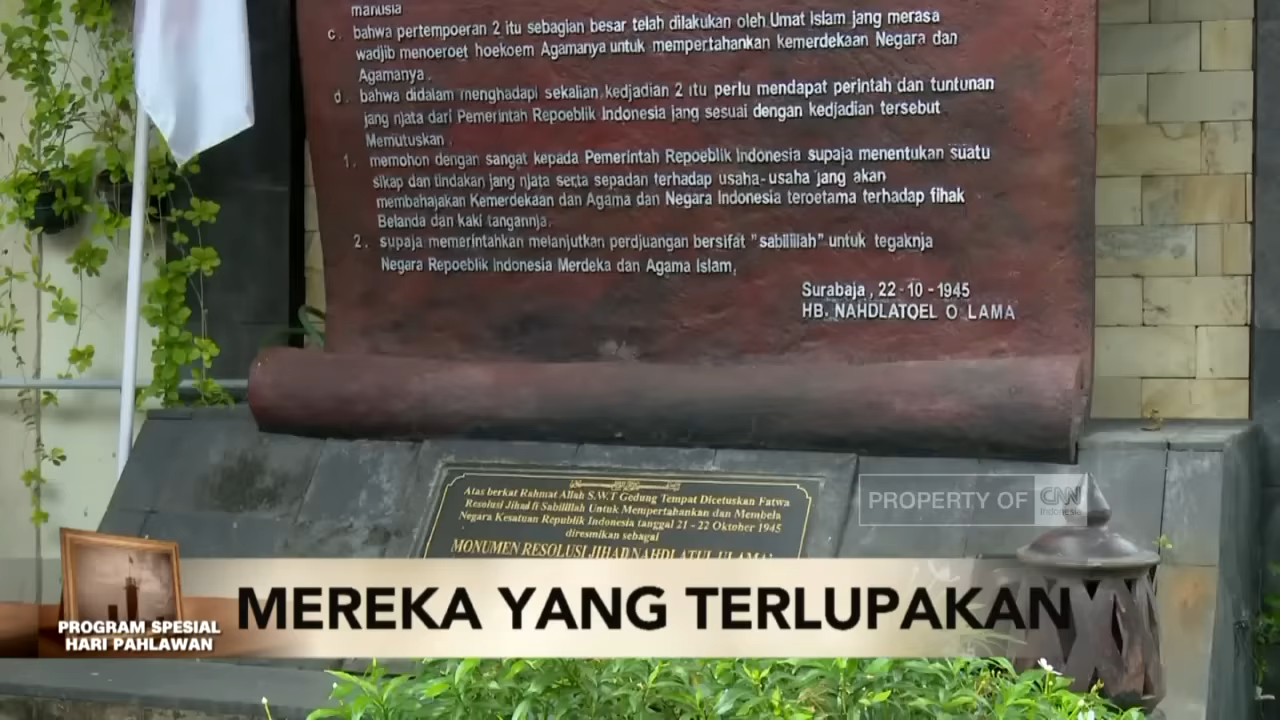 manusia
c. bahwa pertempoeran 2 itu sebagian besar telah dilakukan oleh Umat Islam jang merasa
wadjib menoeroet hoekoem Agamanya untuk mempertahankan kemerdekaan Negara dan
Agamanya.
d. bahwa didalam menghadapi sekalian kedjadian 2 itu perlu mendapat perintah dan tuntunan
jang njata dari Pemerintah Repoeblik Indonesia jang sesuai dengan kedjadian tersebut
Memutuskan.
1. memohon dengan sangat kepada Pemerintah Repoeblik Indonesia supaja menentukan suatu
sikap dan tindakan jang njata serta sepadan terhadap usaha-usaha jang akan
membahajakan Kemerdekaan dan Agama dan Negara Indonesia teroetama terhadap fihak
Belanda dan kaki tangannja.
2. supaja memerintahkan melanjutkan perdjuangan bersifat "sabilillah" untuk tegaknja
Negara Repoeblik Indonesia Merdeka dan Agama Islam,
Surabaja, 22-10-1945
HB. NAHDLATOEL O LAMA
Atas berkat Rahmat Allah S.W.T Gedung Tempat Dicetuskan Fatwa
Resolusi Jihad fi Sabilillah Untuk Mempertahankan dan Membela
Negara Kesatuan Republik Indonesia tanggal 21 - 22 Oktober 1945
diresmikan sebagai
MONUMEN RESOLUSI JIHAD NAHDLATUL ULAMA
PROPERTY OF CNN Indonesia
MEREKA YANG TERLUPAKAN
PROGRAM SPESIAL
HARI PAHLAWAN